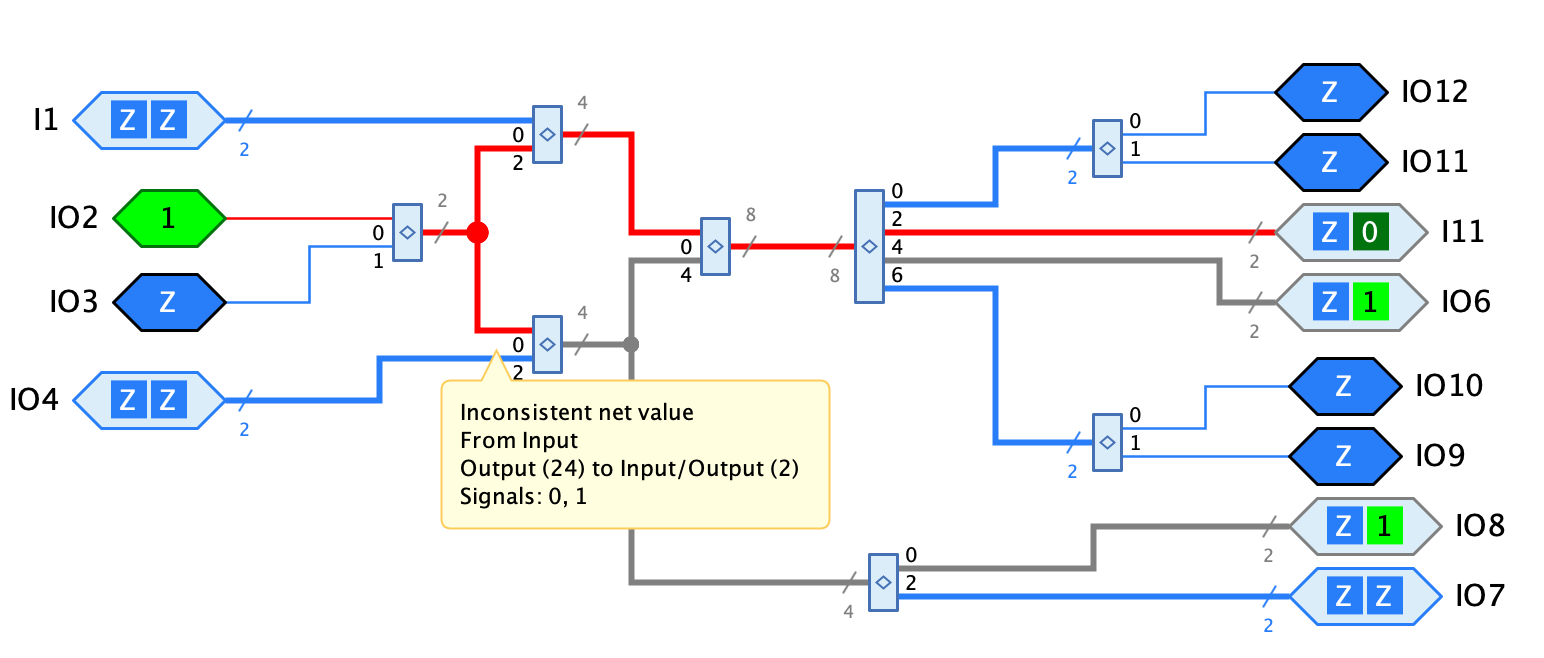 I1
Z Z
2
IO2
1
IO3
Z
IO4
Z Z
2
0
1
2
0
2
4
0
2
4
0
4
8
8
0
2
4
6
2
0
1
Z
IO12
Z
IO11
2
Z 0
I11
2
Z 1
IO6
2
0
1
Z
IO10
Z
IO9
4
0
2
2
Z 1
IO8
2
Z Z
IO7
Inconsistent net value
From Input
Output (24) to Input/Output (2)
Signals: 0, 1